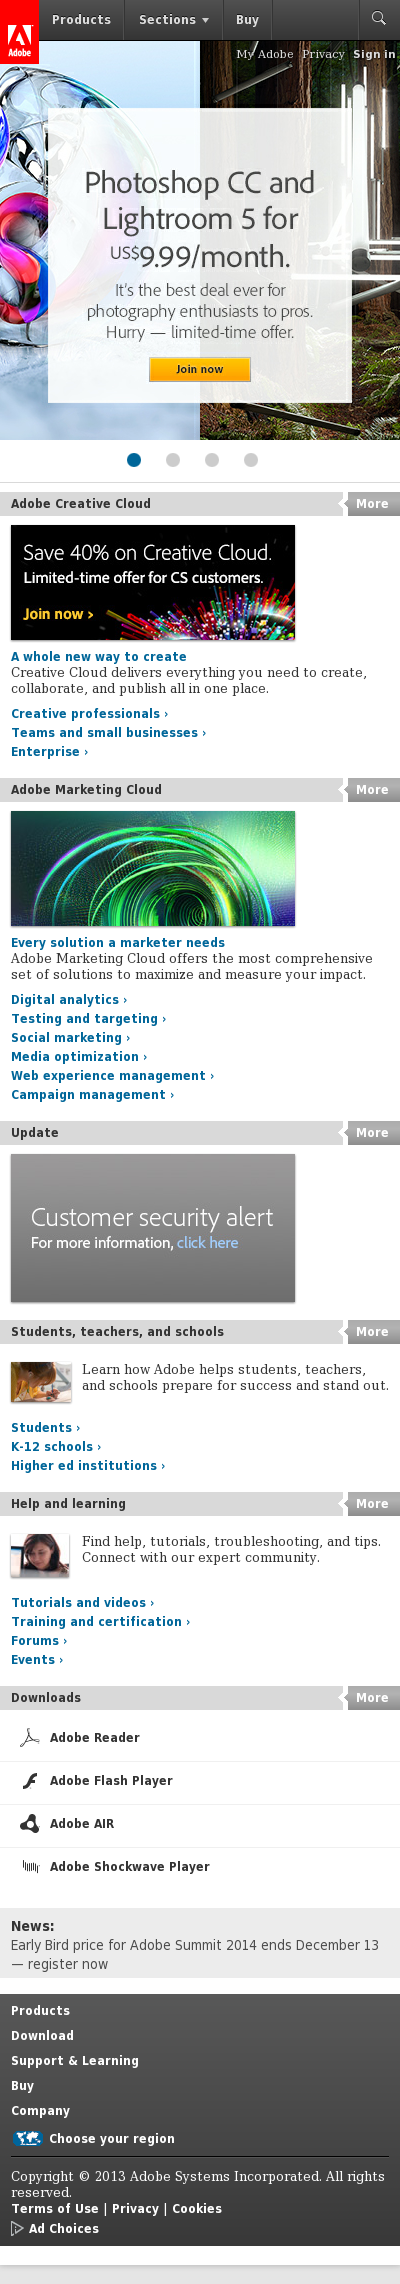 Adobe
Products Sections Buy
My Adobe Privacy Sign in
Photoshop CC and
Lightroom 5 for
US$9.99/month.
It's the best deal ever for
photography enthusiasts to pros.
Hurry — limited-time offer.
Join now
Adobe Creative Cloud More
Save 40% on Creative Cloud.
Limited-time offer for CS customers.
Join now ›
A whole new way to create
Creative Cloud delivers everything you need to create,
collaborate, and publish all in one place.
Creative professionals ›
Teams and small businesses ›
Enterprise ›
Adobe Marketing Cloud More
Every solution a marketer needs
Adobe Marketing Cloud offers the most comprehensive
set of solutions to maximize and measure your impact.
Digital analytics ›
Testing and targeting ›
Social marketing ›
Media optimization ›
Web experience management ›
Campaign management ›
Update More
Customer security alert
For more information, click here
Students, teachers, and schools More
Learn how Adobe helps students, teachers,
and schools prepare for success and stand out.
Students ›
K-12 schools ›
Higher ed institutions ›
Help and learning More
Find help, tutorials, troubleshooting, and tips.
Connect with our expert community.
Tutorials and videos ›
Training and certification ›
Forums ›
Events ›
Downloads More
Adobe Reader
Adobe Flash Player
Adobe AIR
Adobe Shockwave Player
News:
Early Bird price for Adobe Summit 2014 ends December 13
— register now
Products
Download
Support & Learning
Buy
Company
Choose your region
Copyright © 2013 Adobe Systems Incorporated. All rights
reserved.
Terms of Use | Privacy | Cookies
Ad Choices